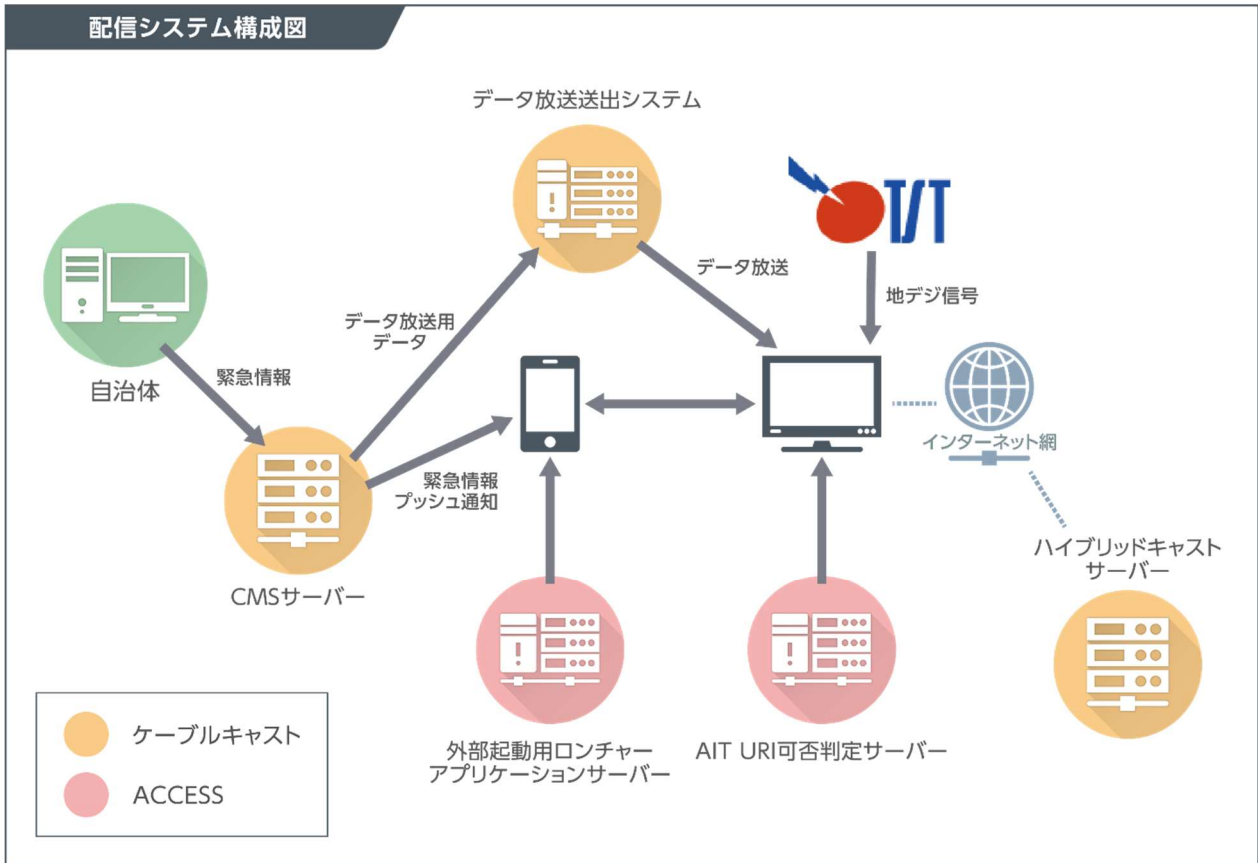 配信システム構成図
データ放送送出システム
TST
データ放送
地デジ信号
データ放送用
データ
緊急情報
自治体
インターネット網
緊急情報
プッシュ通知
ハイブリッドキャスト
サーバー
CMSサーバー
外部起動用ロンチャー
アプリケーションサーバー
AIT URI可否判定サーバー
ケーブルキャスト
ACCESS